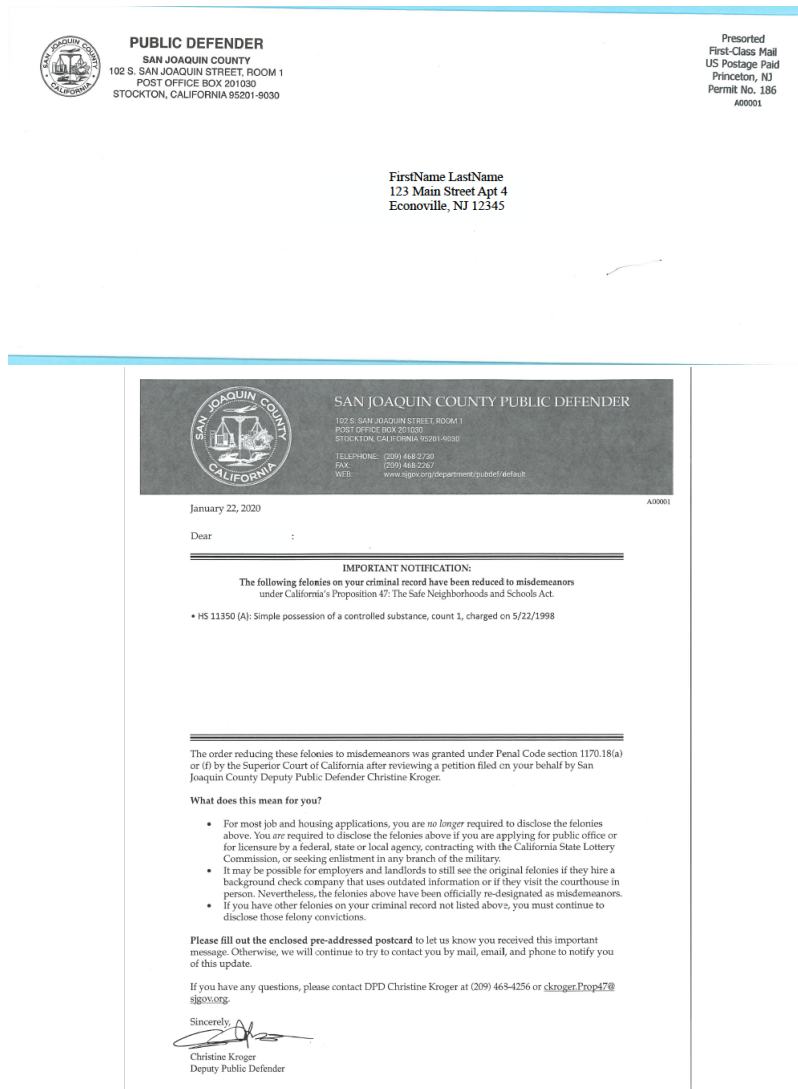 SAN JOAQUIN COUNTY
CALIFORNIA
PUBLIC DEFENDER
SAN JOAQUIN COUNTY
102 S. SAN JOAQUIN STREET, ROOM 1
POST OFFICE BOX 201030
STOCKTON, CALIFORNIA 95201-9030
Presorted
First-Class Mail
US Postage Paid
Princeton, NJ
Permit No. 186
A00001
FirstName LastName
123 Main Street Apt 4
Econoville, NJ 12345
SAN JOAQUIN COUNTY
CALIFORNIA
SAN JOAQUIN COUNTY PUBLIC DEFENDER
102 S. SAN JOAQUIN STREET, ROOM 1
POST OFFICE BOX 201030
STOCKTON, CALIFORNIA 95201-9030
TELEPHONE: (209) 468-2730
FAX: (209) 468-2267
WEB: www.sjgov.org/department/pubdef/default
A00001
January 22, 2020
Dear :
IMPORTANT NOTIFICATION:
The following felonies on your criminal record have been reduced to misdemeanors
under California's Proposition 47: The Safe Neighborhoods and Schools Act.
• HS 11350 (A): Simple possession of a controlled substance, count 1, charged on 5/22/1998
The order reducing these felonies to misdemeanors was granted under Penal Code section 1170.18(a)
or (f) by the Superior Court of California after reviewing a petition filed on your behalf by San
Joaquin County Deputy Public Defender Christine Kroger.
What does this mean for you?
• For most job and housing applications, you are no longer required to disclose the felonies
above. You are required to disclose the felonies above if you are applying for public office or
for licensure by a federal, state or local agency, contracting with the California State Lottery
Commission, or seeking enlistment in any branch of the military.
• It may be possible for employers and landlords to still see the original felonies if they hire a
background check company that uses outdated information or if they visit the courthouse in
person. Nevertheless, the felonies above have been officially re-designated as misdemeanors.
• If you have other felonies on your criminal record not listed above, you must continue to
disclose those felony convictions.
Please fill out the enclosed pre-addressed postcard to let us know you received this important
message. Otherwise, we will continue to try to contact you by mail, email, and phone to notify you
of this update.
If you have any questions, please contact DPD Christine Kroger at (209) 468-4256 or ckroger.Prop47@
sjgov.org.
Sincerely,
Christine Kroger
Deputy Public Defender